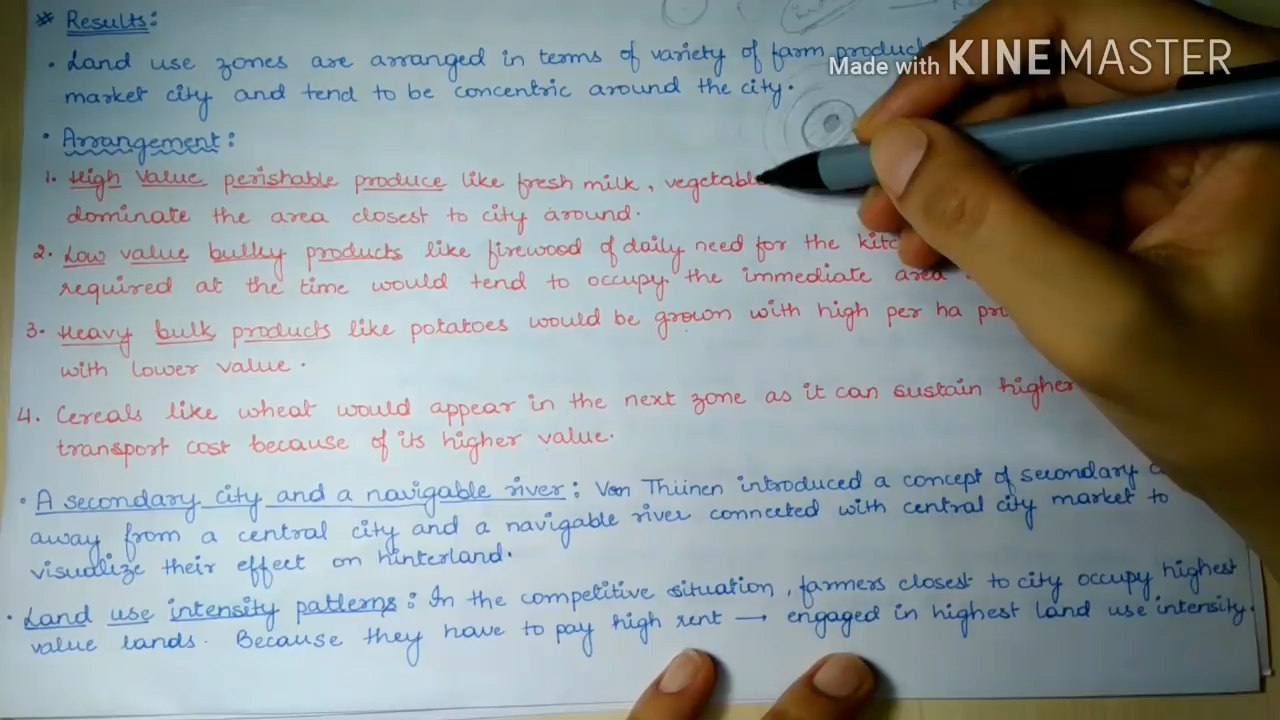 * Results:
• Land use zones are arranged in terms of variety of farm
Made with KINEMASTER
market city and tend to be concentric around the city.
• Arrangement:
1. High value perishable produce like fresh milk, vegetable
dominate the area closest to city around.
2. Low value bulky products like firewood of daily need for the
required at the time would tend to occupy the immediate area
3. Heavy bulk products like potatoes would be grown with high per ha
with lower value.
4. Cereals like wheat would appear in the next zone as it can sustain higher
transport cost because of its higher value.
• A secondary city and a navigable river: Von Thünen introduced a concept of secondary
away from a central city and a navigable river connected with central city market to
visualize their effect on hinterland.
• Land use intensity patterns: In the competitive situation, farmers closest to city occupy highest
value lands. Because they have to pay high rent → engaged in highest land use intensity.